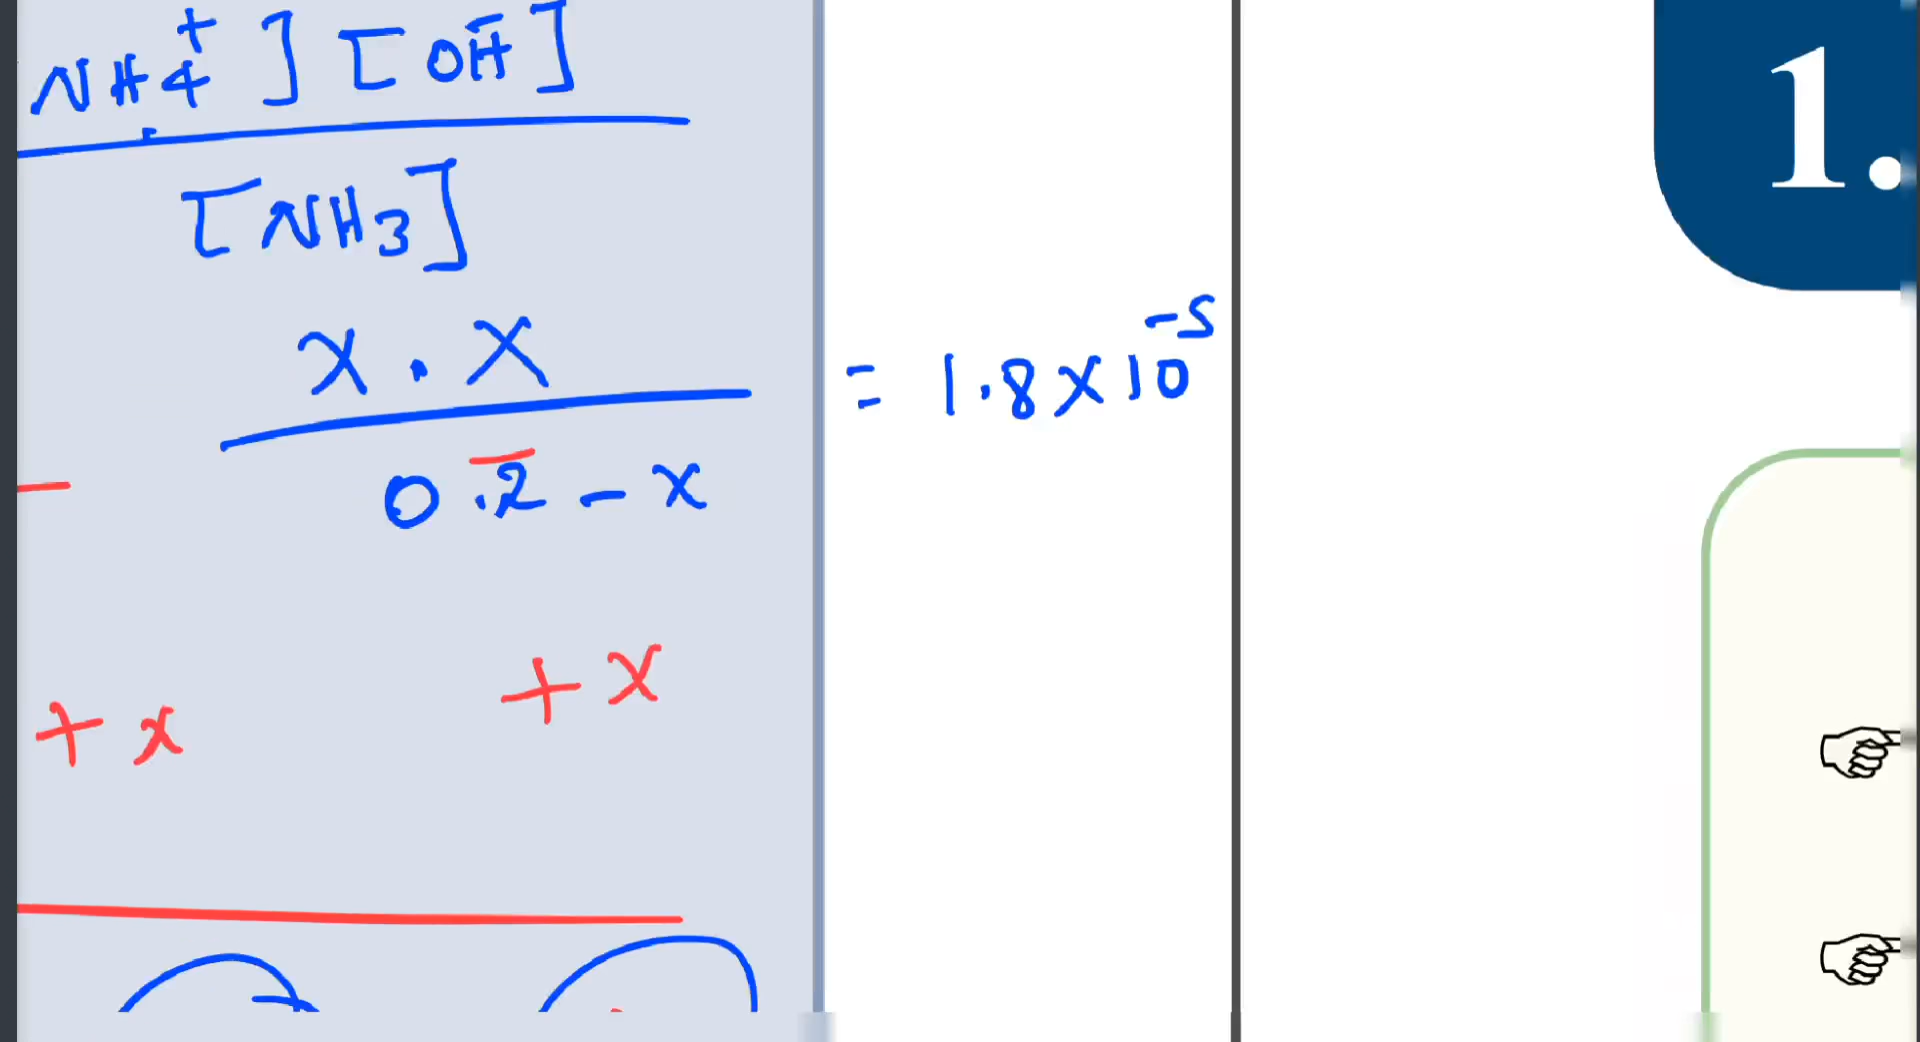 NH4+] [OH-]
[NH3]
x . x
= 1.8 x 10-5
0.2 - x
+ x
+ x
1.